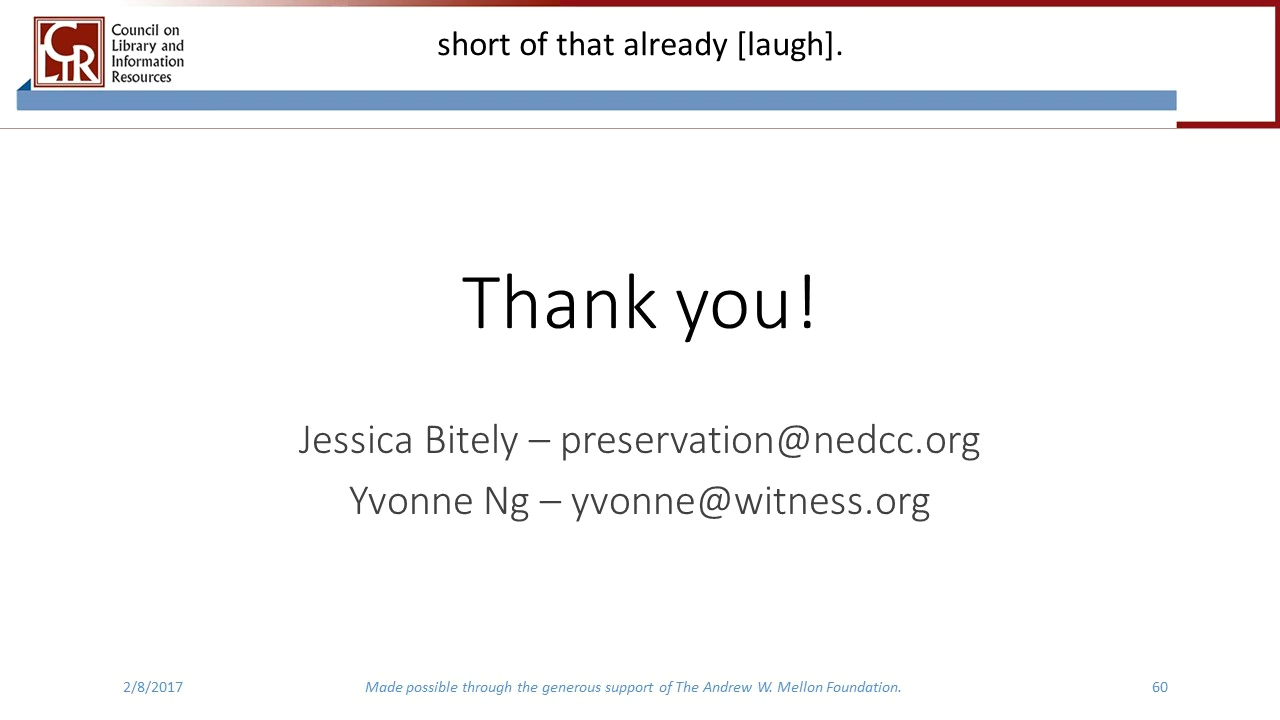 CLIR
Council on
Library and
Information
Resources
short of that already [laugh].
Thank you!
Jessica Bitely – preservation@nedcc.org
Yvonne Ng – yvonne@witness.org
2/8/2017
Made possible through the generous support of The Andrew W. Mellon Foundation.
60